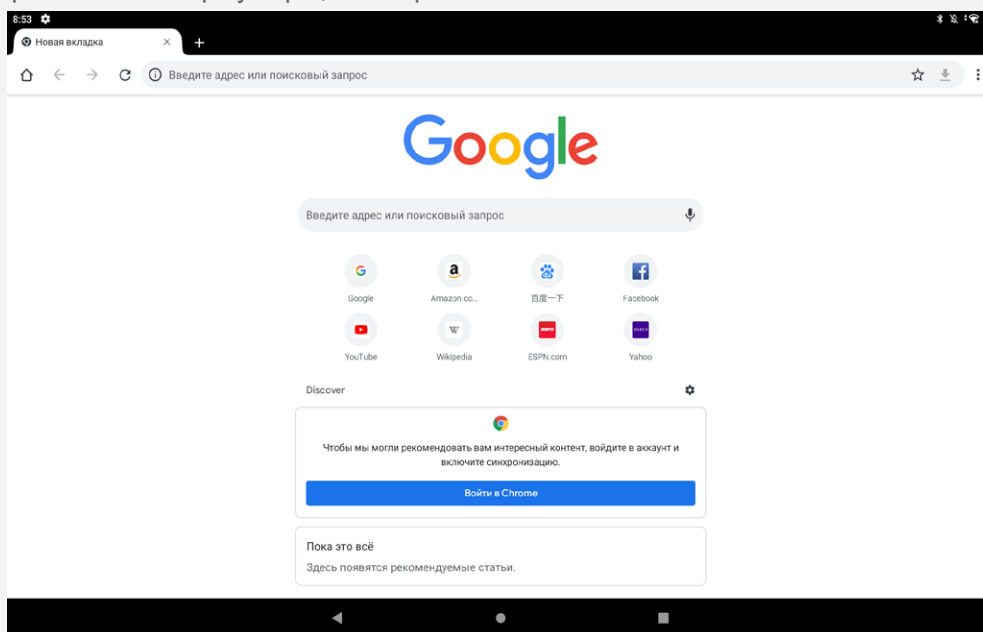 8:53
Новая вкладка
Введите адрес или поисковый запрос
Google
Введите адрес или поисковый запрос
Google
Amazon.co...
百度一下
Facebook
YouTube
Wikipedia
ESPN.com
Yahoo
Discover
Чтобы мы могли рекомендовать вам интересный контент, войдите в аккаунт и
включите синхронизацию.
Войти в Chrome
Пока это всё
Здесь появятся рекомендуемые статьи.